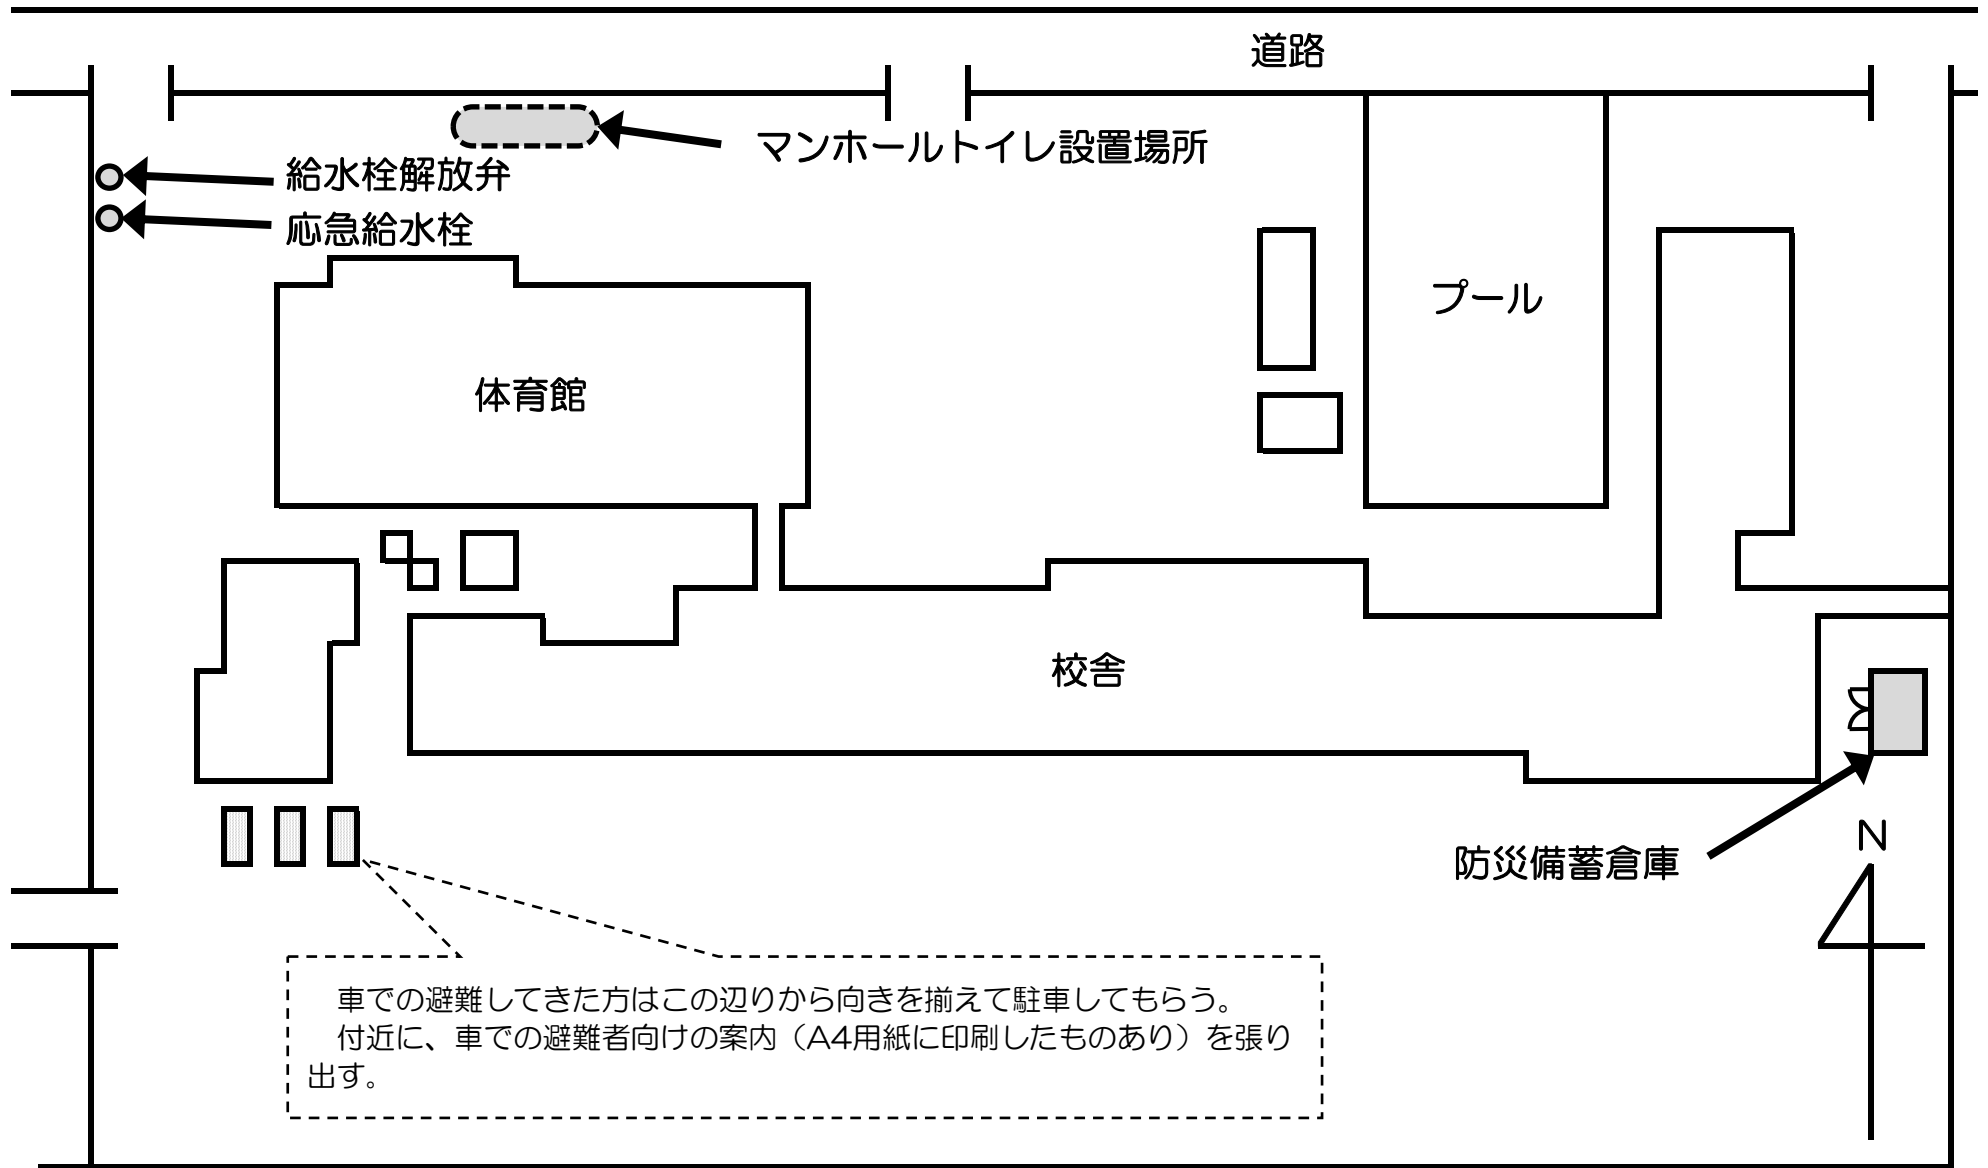 道路
マンホールトイレ設置場所
給水栓解放弁
応急給水栓
プール
体育館
校舎
N
防災備蓄倉庫
車での避難してきた方はこの辺りから向きを揃えて駐車してもらう。
付近に、車での避難者向けの案内（A4用紙に印刷したものあり）を張り
出す。